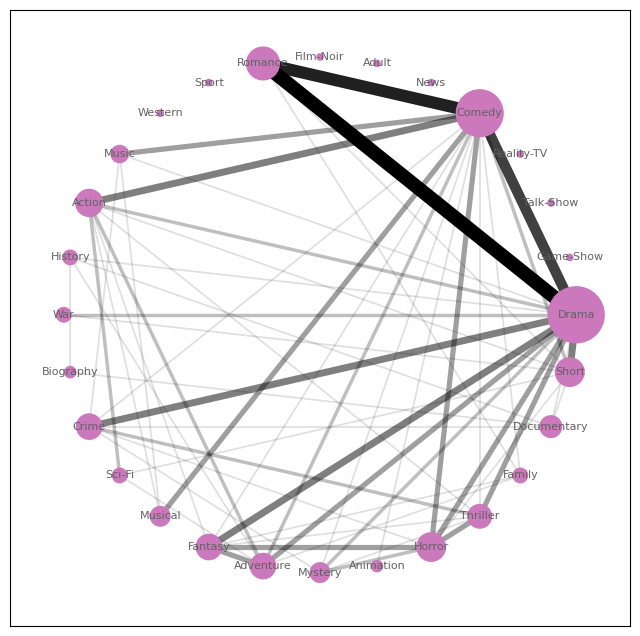 Film-Noir
Romance
Adult
Sport
News
Western
Comedy
Music
Reality-TV
Action
Talk-Show
History
Game-Show
War
Drama
Biography
Short
Crime
Documentary
Sci-Fi
Family
Musical
Thriller
Fantasy
Horror
Adventure
Animation
Mystery